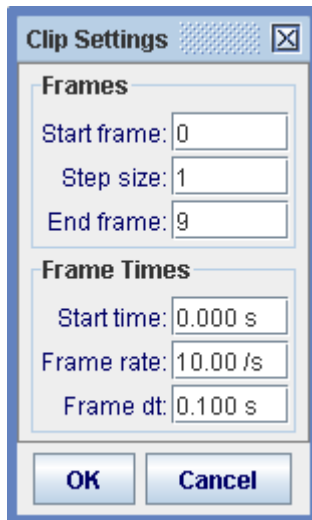 Clip Settings
Frames
Start frame: 0
Step size: 1
End frame: 9
Frame Times
Start time: 0.000 s
Frame rate: 10.00 /s
Frame dt: 0.100 s
OK Cancel